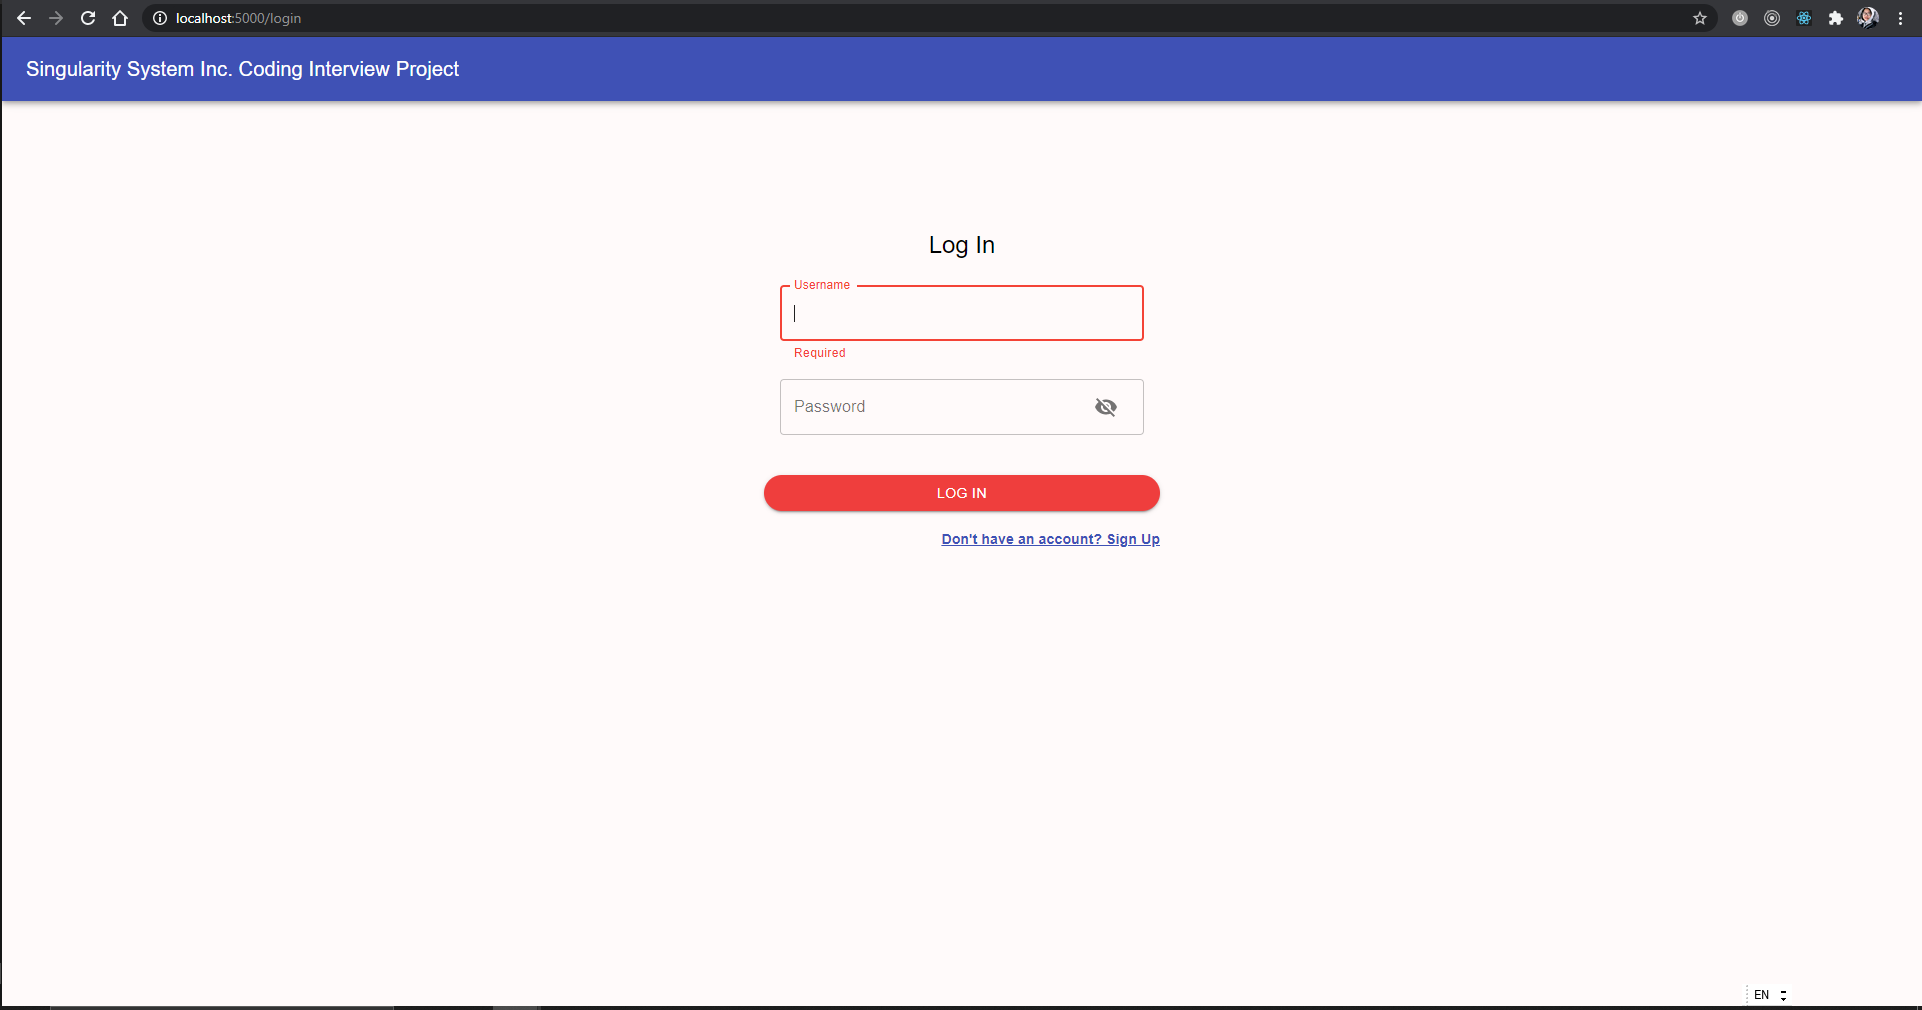 localhost:5000/login
Singularity System Inc. Coding Interview Project
Log In
Username
Required
Password
LOG IN
Don't have an account? Sign Up
EN